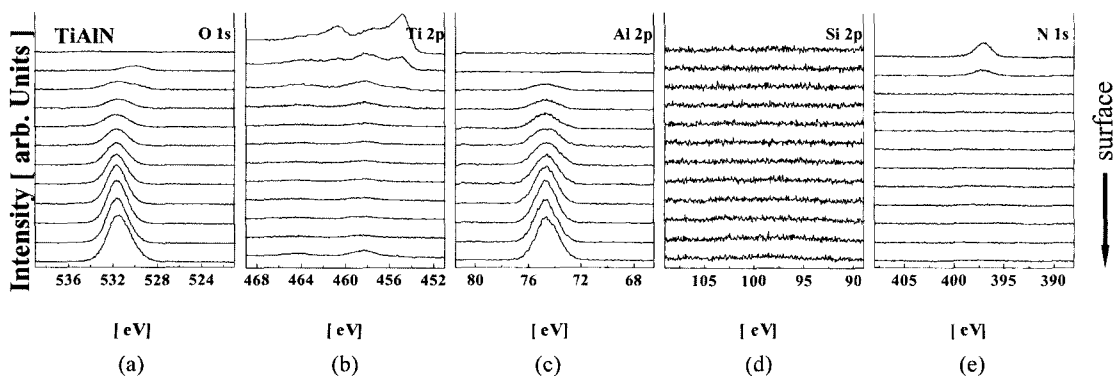 TiAlN
O 1s
Ti 2p
Al 2p
Si 2p
N 1s
Intensity [ arb. Units ]
surface
536 532 528 524
468 464 460 456 452
80 76 72 68
105 100 95 90
405 400 395 390
[ eV]
[ eV]
[ eV]
[ eV]
[ eV]
(a)
(b)
(c)
(d)
(e)